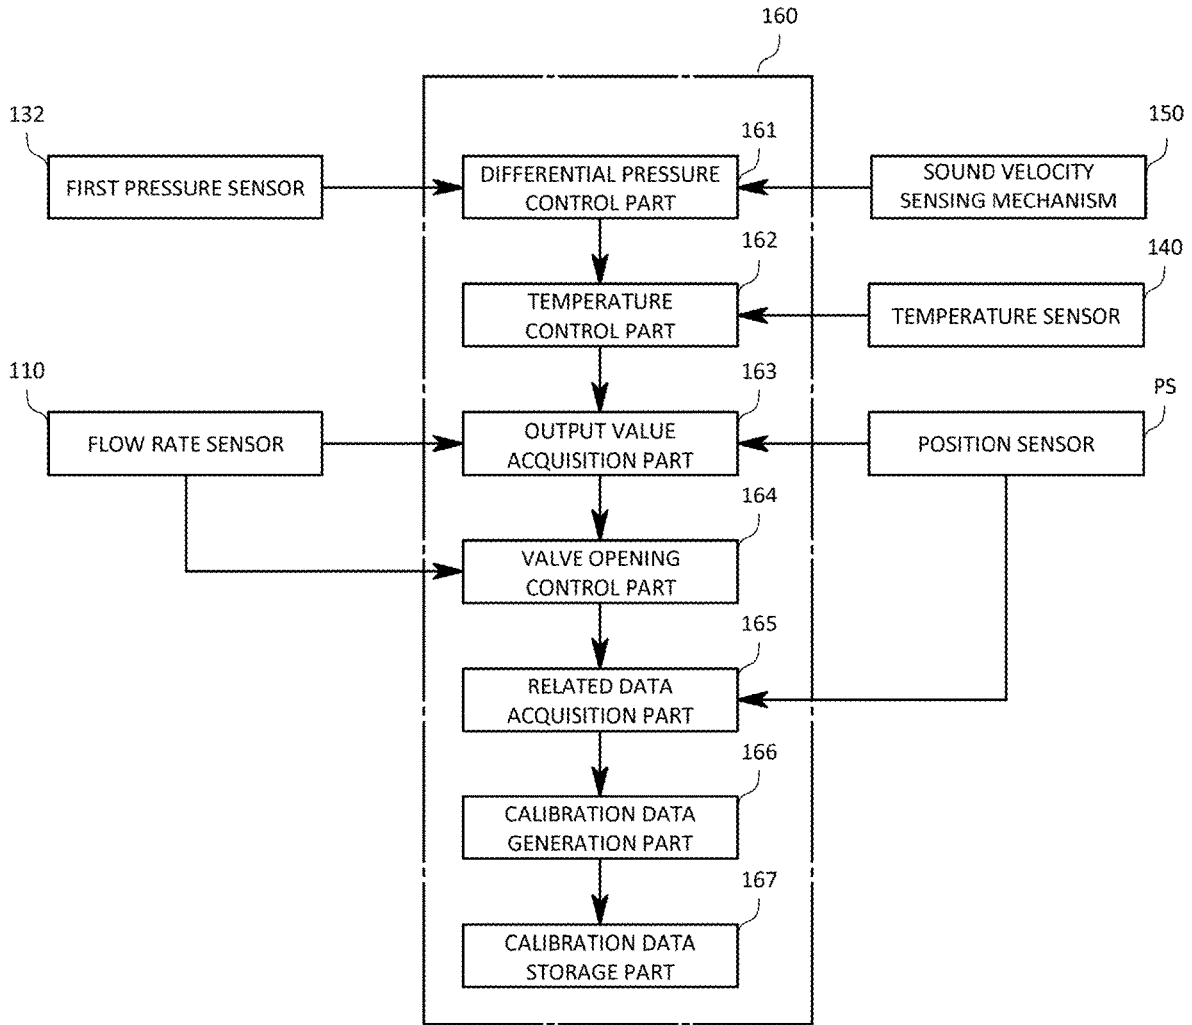 160
132
161
150
FIRST PRESSURE SENSOR
DIFFERENTIAL PRESSURE
CONTROL PART
SOUND VELOCITY
SENSING MECHANISM
162
140
TEMPERATURE
CONTROL PART
TEMPERATURE SENSOR
110
163
PS
FLOW RATE SENSOR
OUTPUT VALUE
ACQUISITION PART
POSITION SENSOR
164
VALVE OPENING
CONTROL PART
165
RELATED DATA
ACQUISITION PART
166
CALIBRATION DATA
GENERATION PART
167
CALIBRATION DATA
STORAGE PART